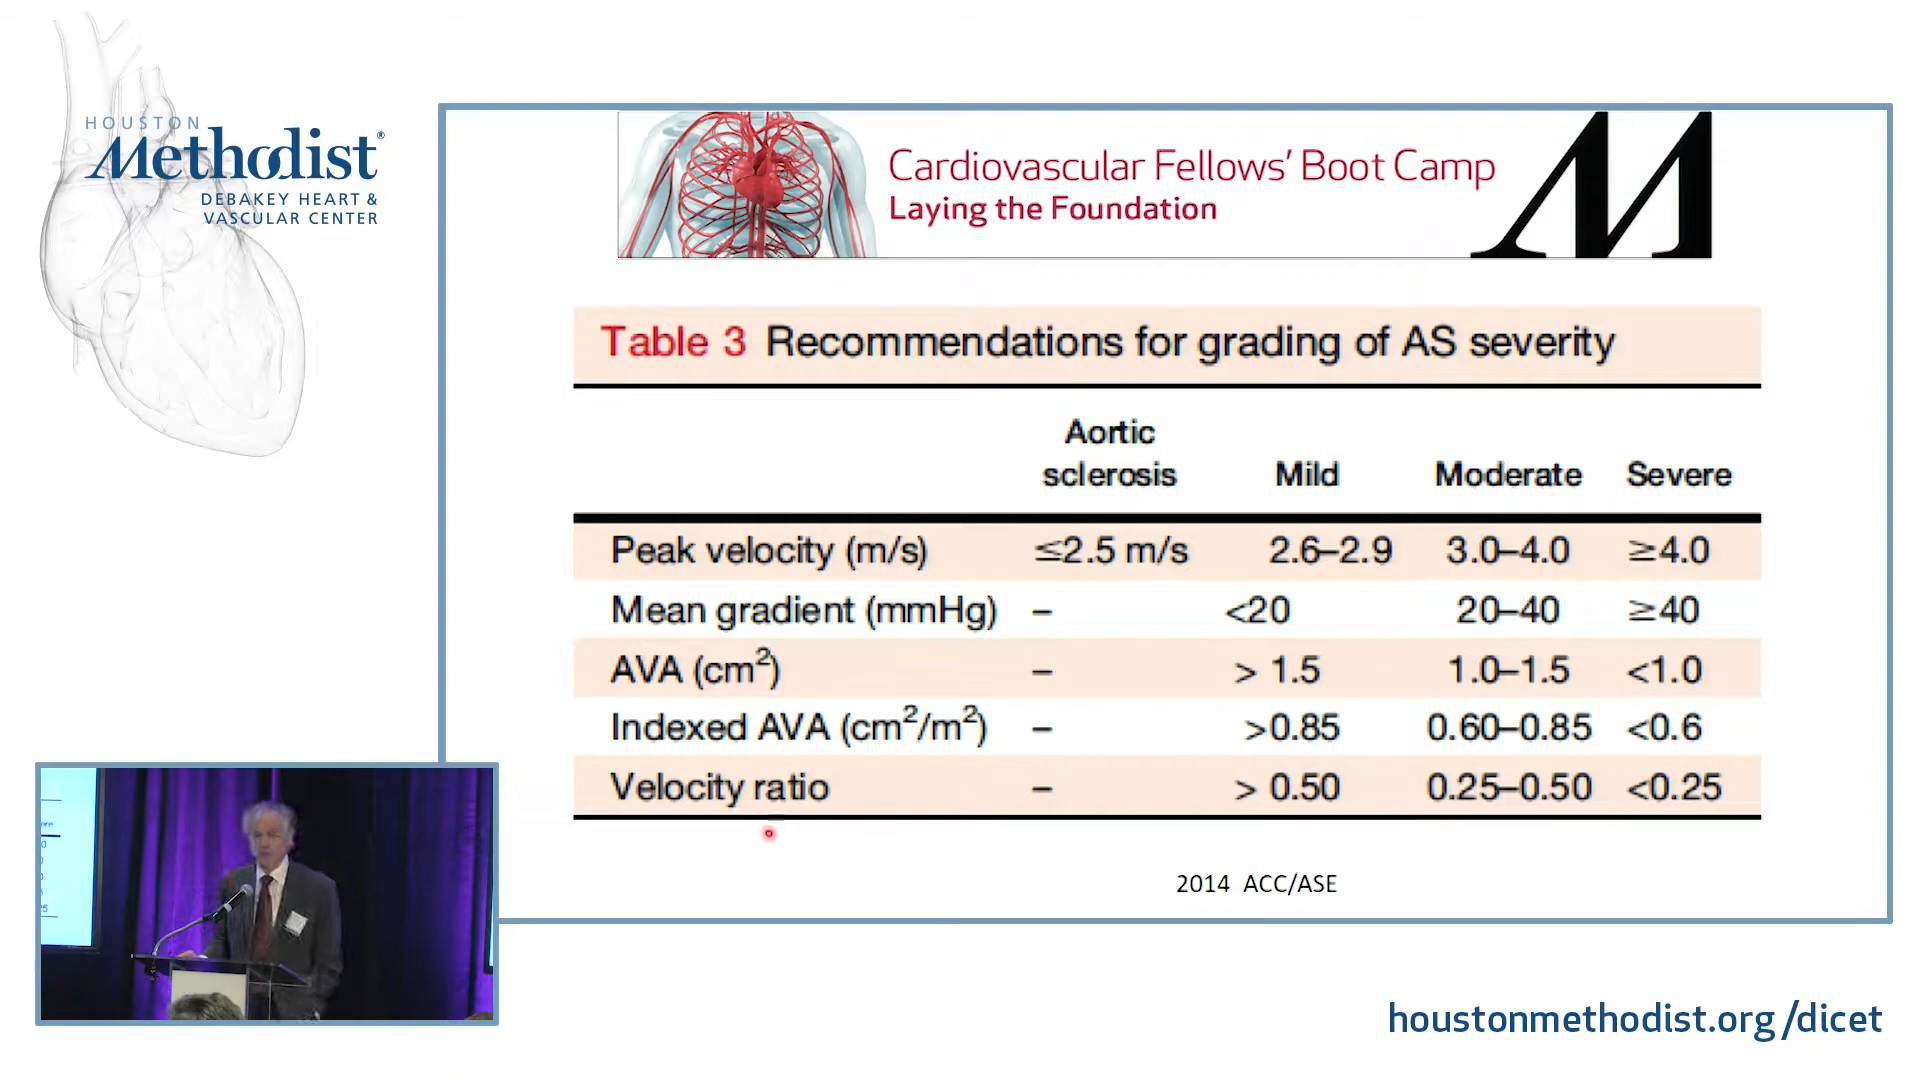 HOUSTON
Methodist®
DEBAKEY HEART &
VASCULAR CENTER
Cardiovascular Fellows’ Boot Camp
Laying the Foundation
M
Table 3 Recommendations for grading of AS severity
Aortic sclerosis Mild Moderate Severe
Peak velocity (m/s) ≤2.5 m/s 2.6–2.9 3.0–4.0 ≥4.0
Mean gradient (mmHg) – <20 20–40 ≥40
AVA (cm²) – > 1.5 1.0–1.5 <1.0
Indexed AVA (cm²/m²) – >0.85 0.60–0.85 <0.6
Velocity ratio – > 0.50 0.25–0.50 <0.25
2014 ACC/ASE
houstonmethodist.org/dicet